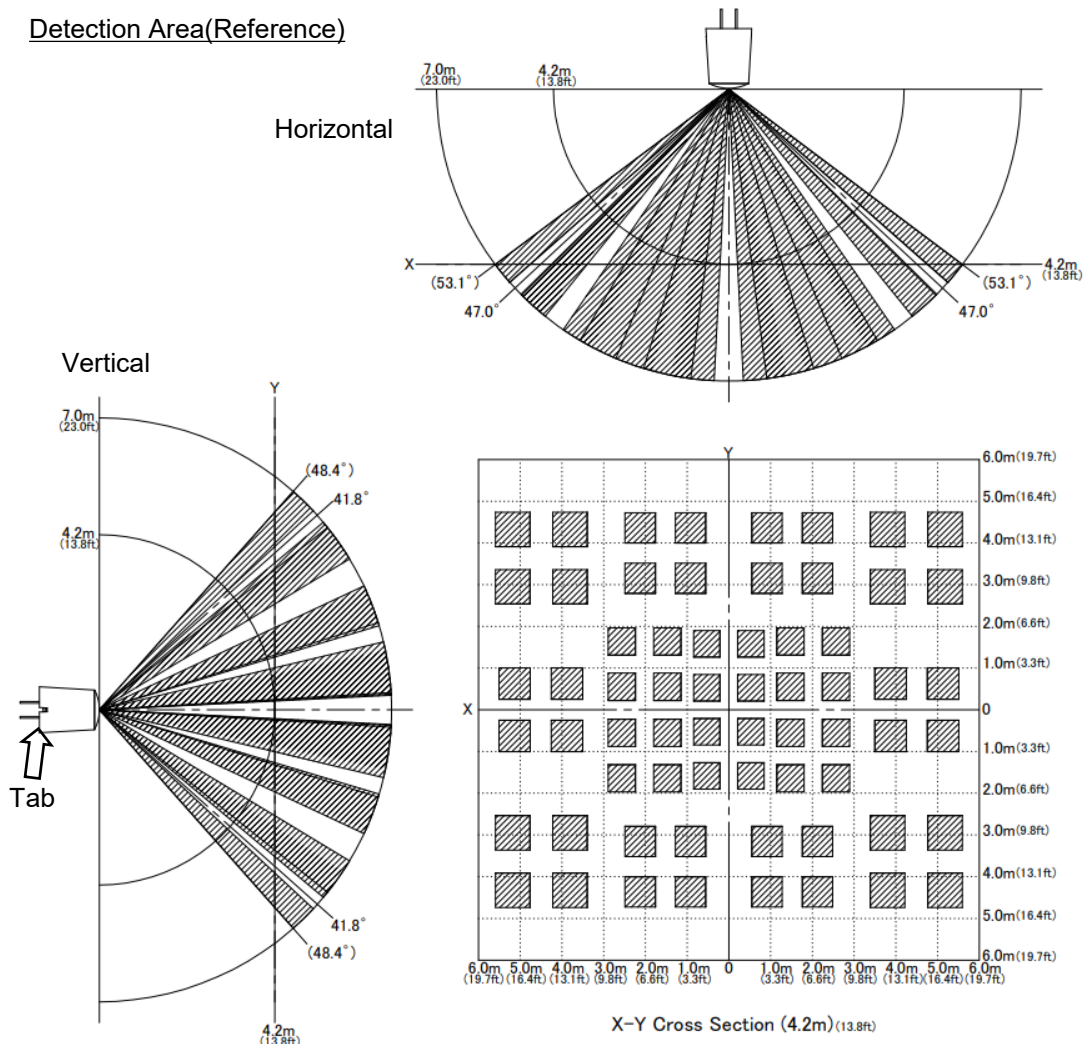 Detection Area(Reference)
7.0m
(23.0ft)
4.2m
(13.8ft)
Horizontal
X
4.2m
(13.8ft)
(53.1°)
47.0°
(53.1°)
47.0°
Vertical
Y
7.0m
(23.0ft)
(48.4°)
41.8°
4.2m
(13.8ft)
Tab
41.8°
(48.4°)
4.2m
(13.8ft)
Y
6.0m(19.7ft)
5.0m(16.4ft)
4.0m(13.1ft)
3.0m(9.8ft)
2.0m(6.6ft)
1.0m(3.3ft)
X
0
1.0m(3.3ft)
2.0m(6.6ft)
3.0m(9.8ft)
4.0m(13.1ft)
5.0m(16.4ft)
6.0m(19.7ft)
6.0m 5.0m 4.0m 3.0m 2.0m 1.0m 0 1.0m 2.0m 3.0m 4.0m 5.0m 6.0m
(19.7ft) (16.4ft) (13.1ft) (9.8ft) (6.6ft) (3.3ft) (3.3ft) (6.6ft) (9.8ft) (13.1ft) (16.4ft) (19.7ft)
X-Y Cross Section (4.2m)(13.8ft)